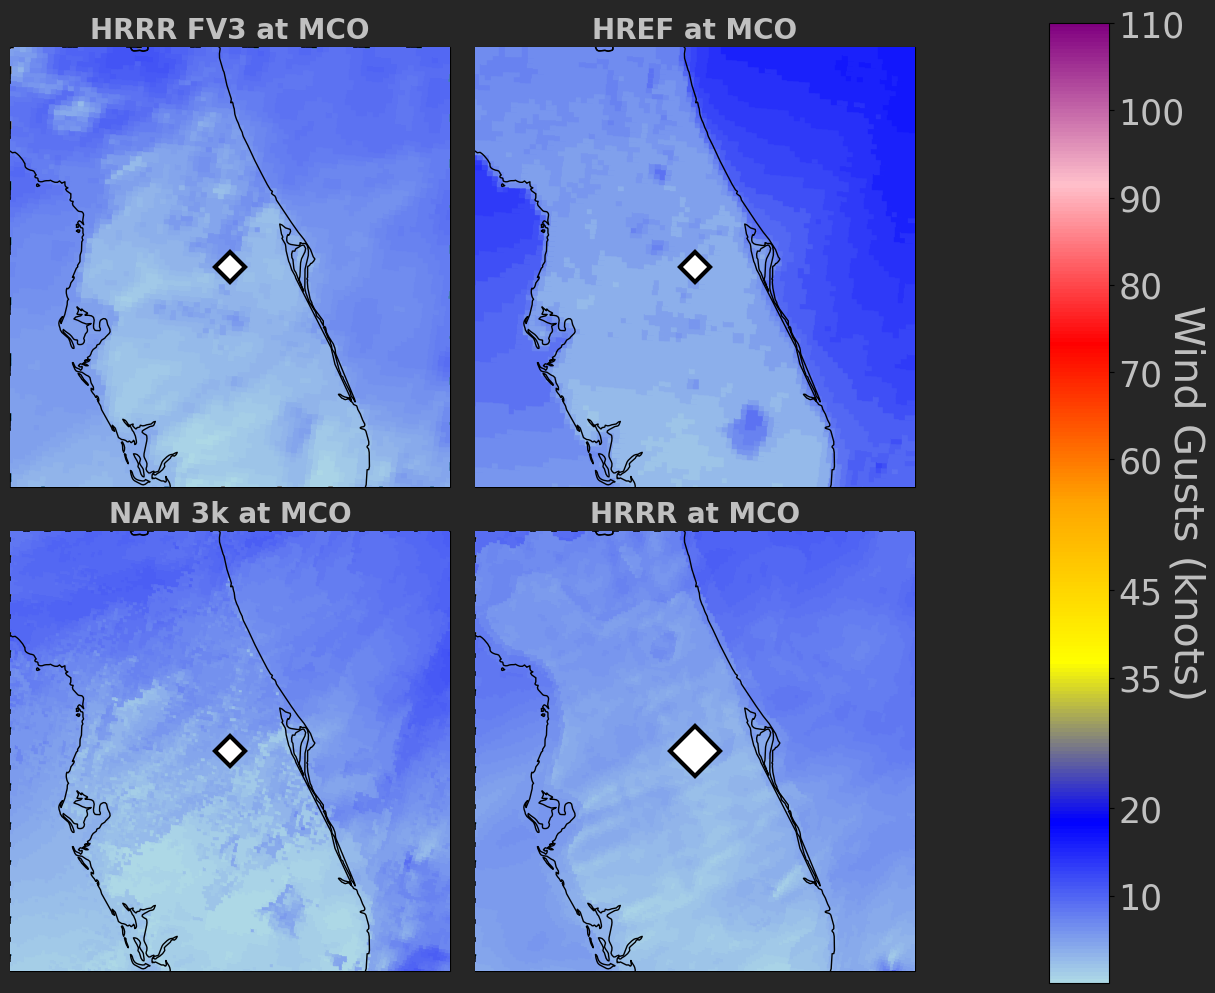 HRRR FV3 at MCO
HREF at MCO
NAM 3k at MCO
HRRR at MCO
110
100
90
80
70
60
45
35
20
10
Wind Gusts (knots)